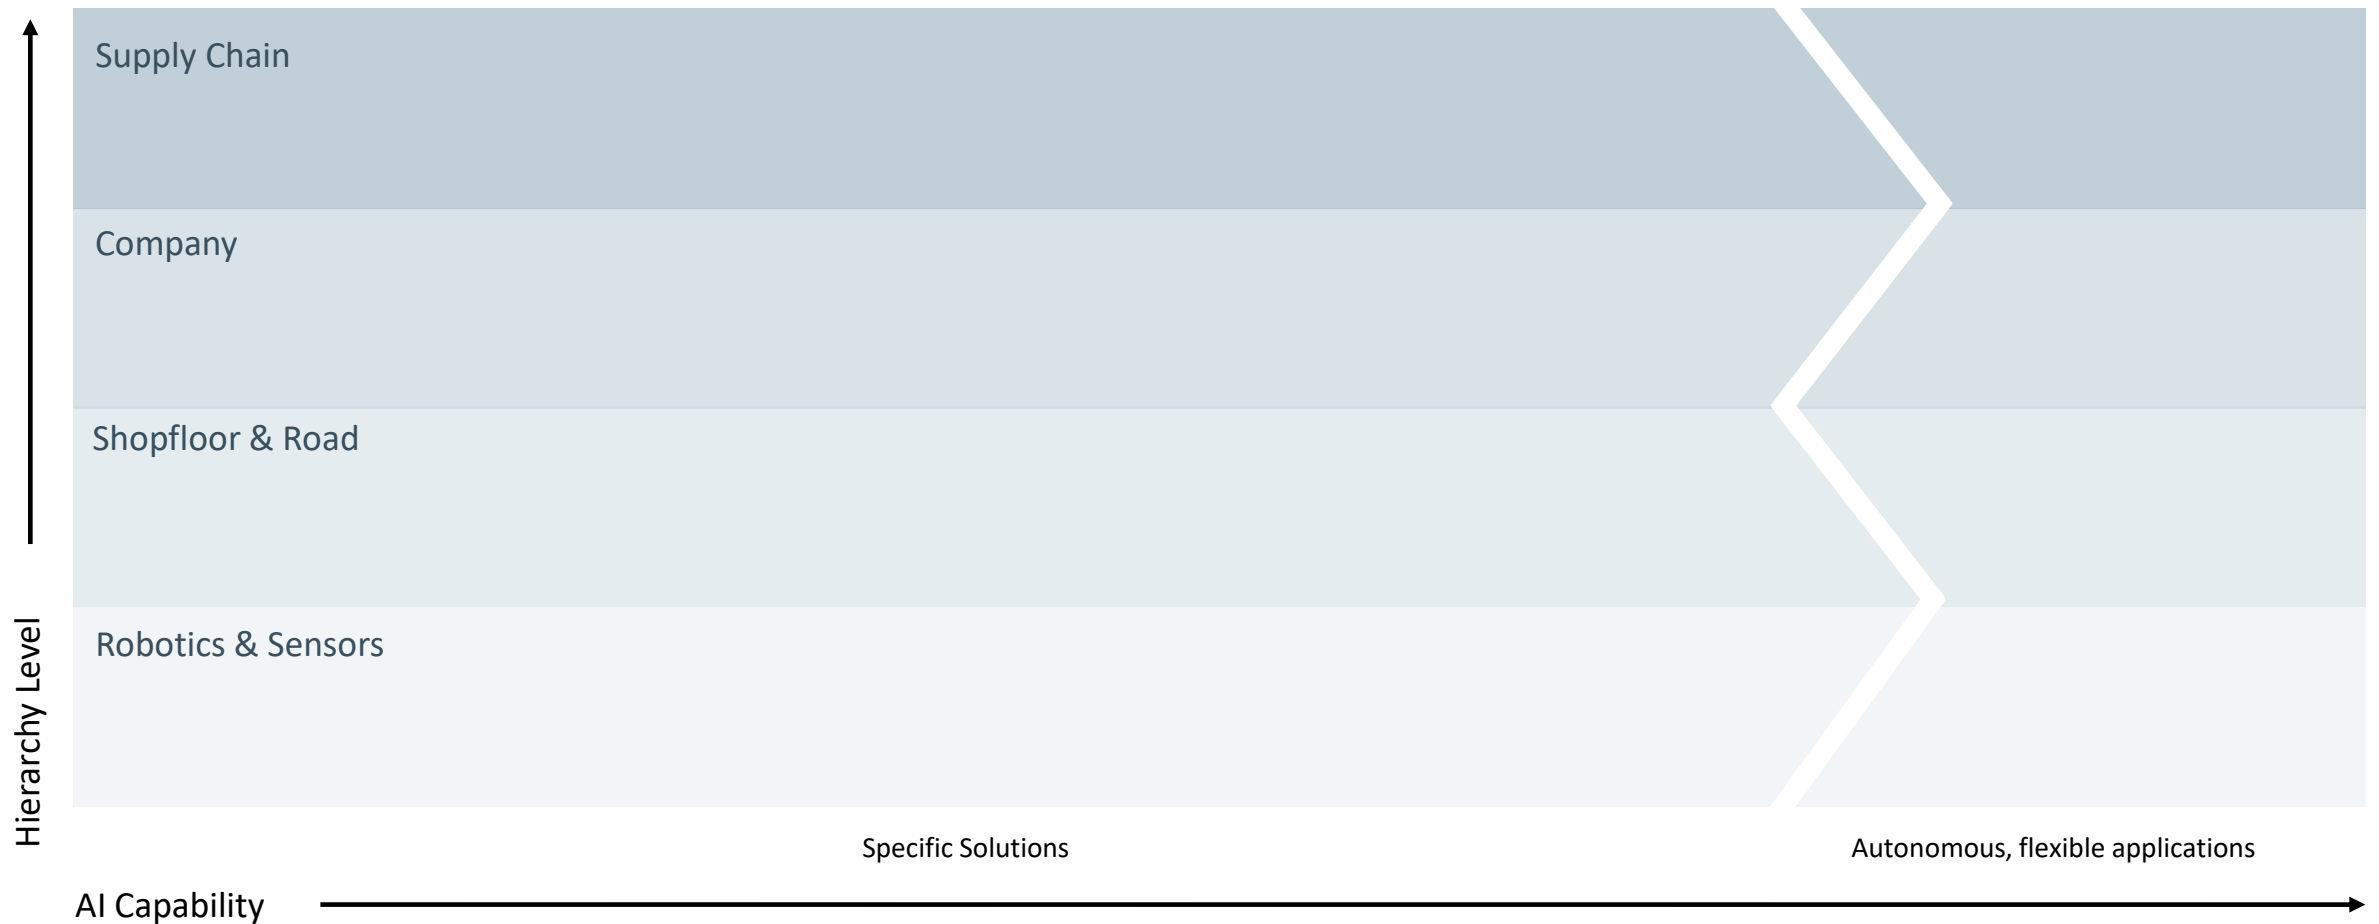 Supply Chain
Company
Shopfloor & Road
Robotics & Sensors
Hierarchy Level
Specific Solutions
Autonomous, flexible applications
AI Capability